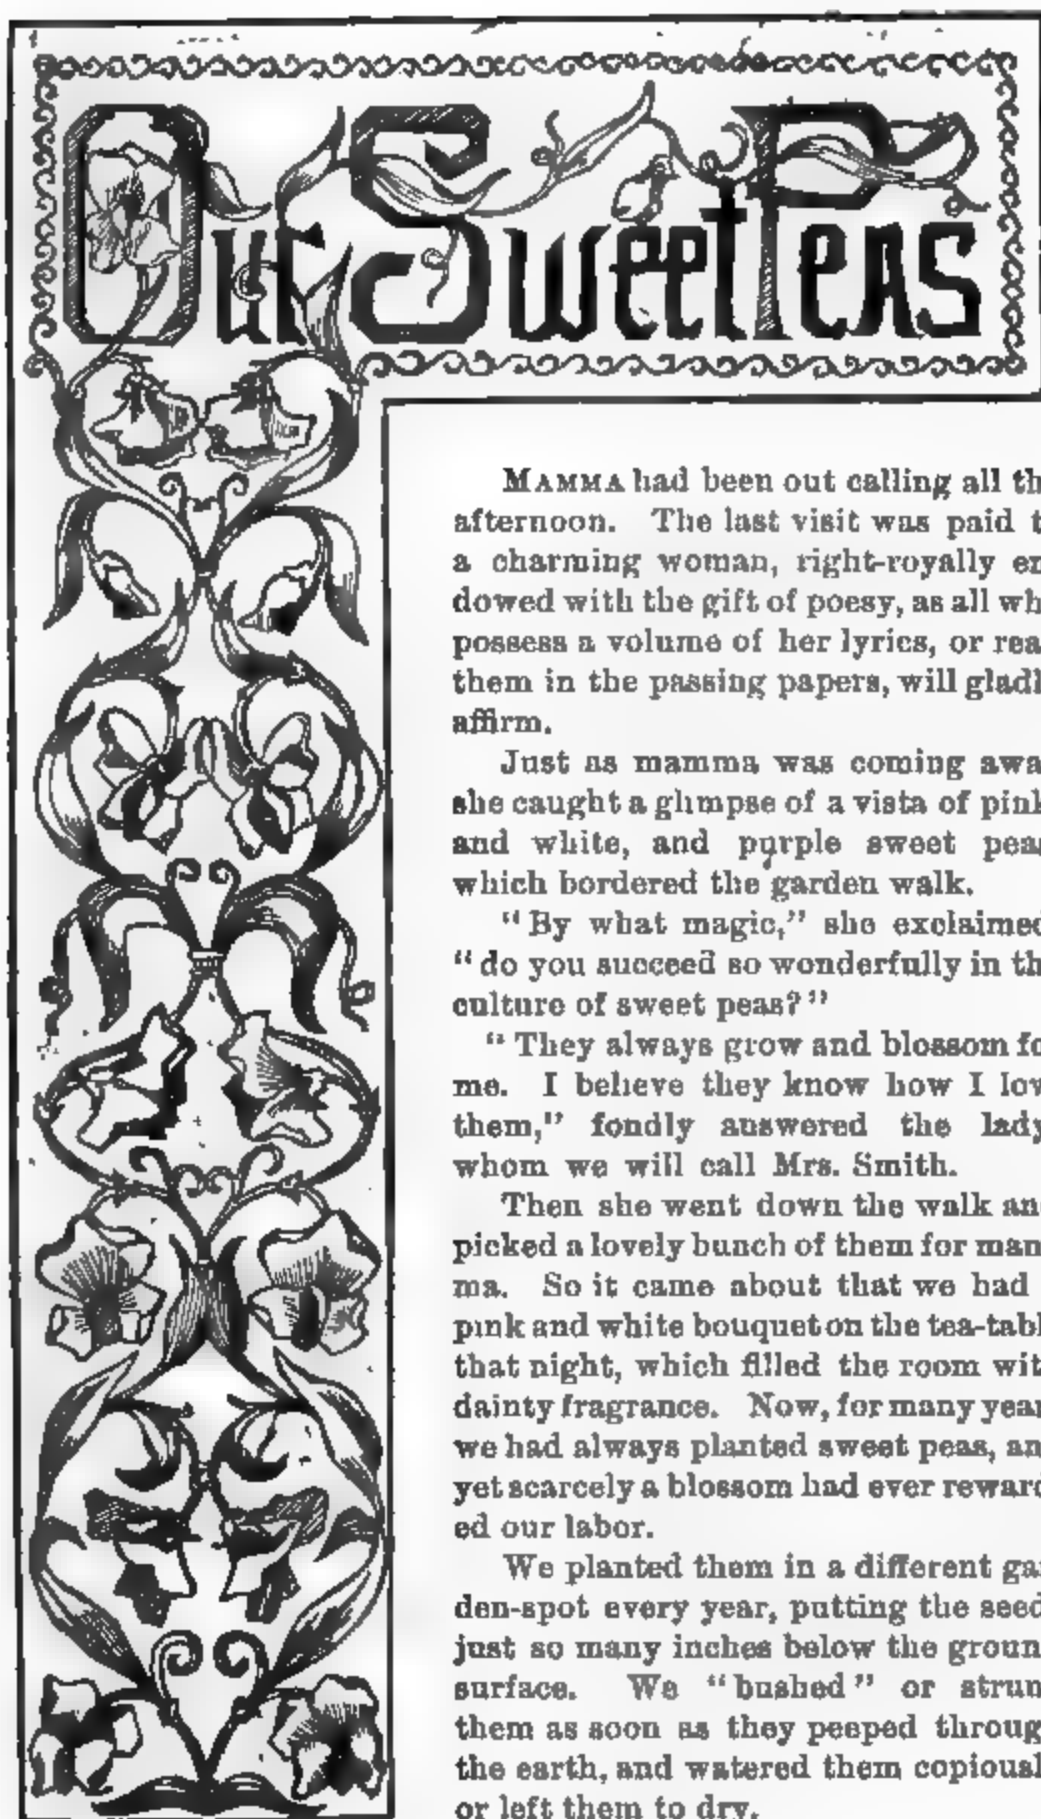 Our Sweet Peas
MAMMA had been out calling all th
afternoon. The last visit was paid t
a charming woman, right-royally en
dowed with the gift of poesy, as all wh
possess a volume of her lyrics, or rea
them in the passing papers, will gladl
affirm.
Just as mamma was coming awa
she caught a glimpse of a vista of pink
and white, and purple sweet peas
which bordered the garden walk.
"By what magic," she exclaimed
"do you succeed so wonderfully in th
culture of sweet peas?"
"They always grow and blossom fo
me. I believe they know how I lov
them," fondly answered the lady
whom we will call Mrs. Smith.
Then she went down the walk an
picked a lovely bunch of them for mam
ma. So it came about that we had
pink and white bouquet on the tea-tabl
that night, which filled the room wit
dainty fragrance. Now, for many year
we had always planted sweet peas, an
yet scarcely a blossom had ever reward
ed our labor.
We planted them in a different gar
den-spot every year, putting the seed
just so many inches below the groun
surface. We "bushed" or strun
them as soon as they peeped throug
the earth, and watered them copiousl
or left them to dry.